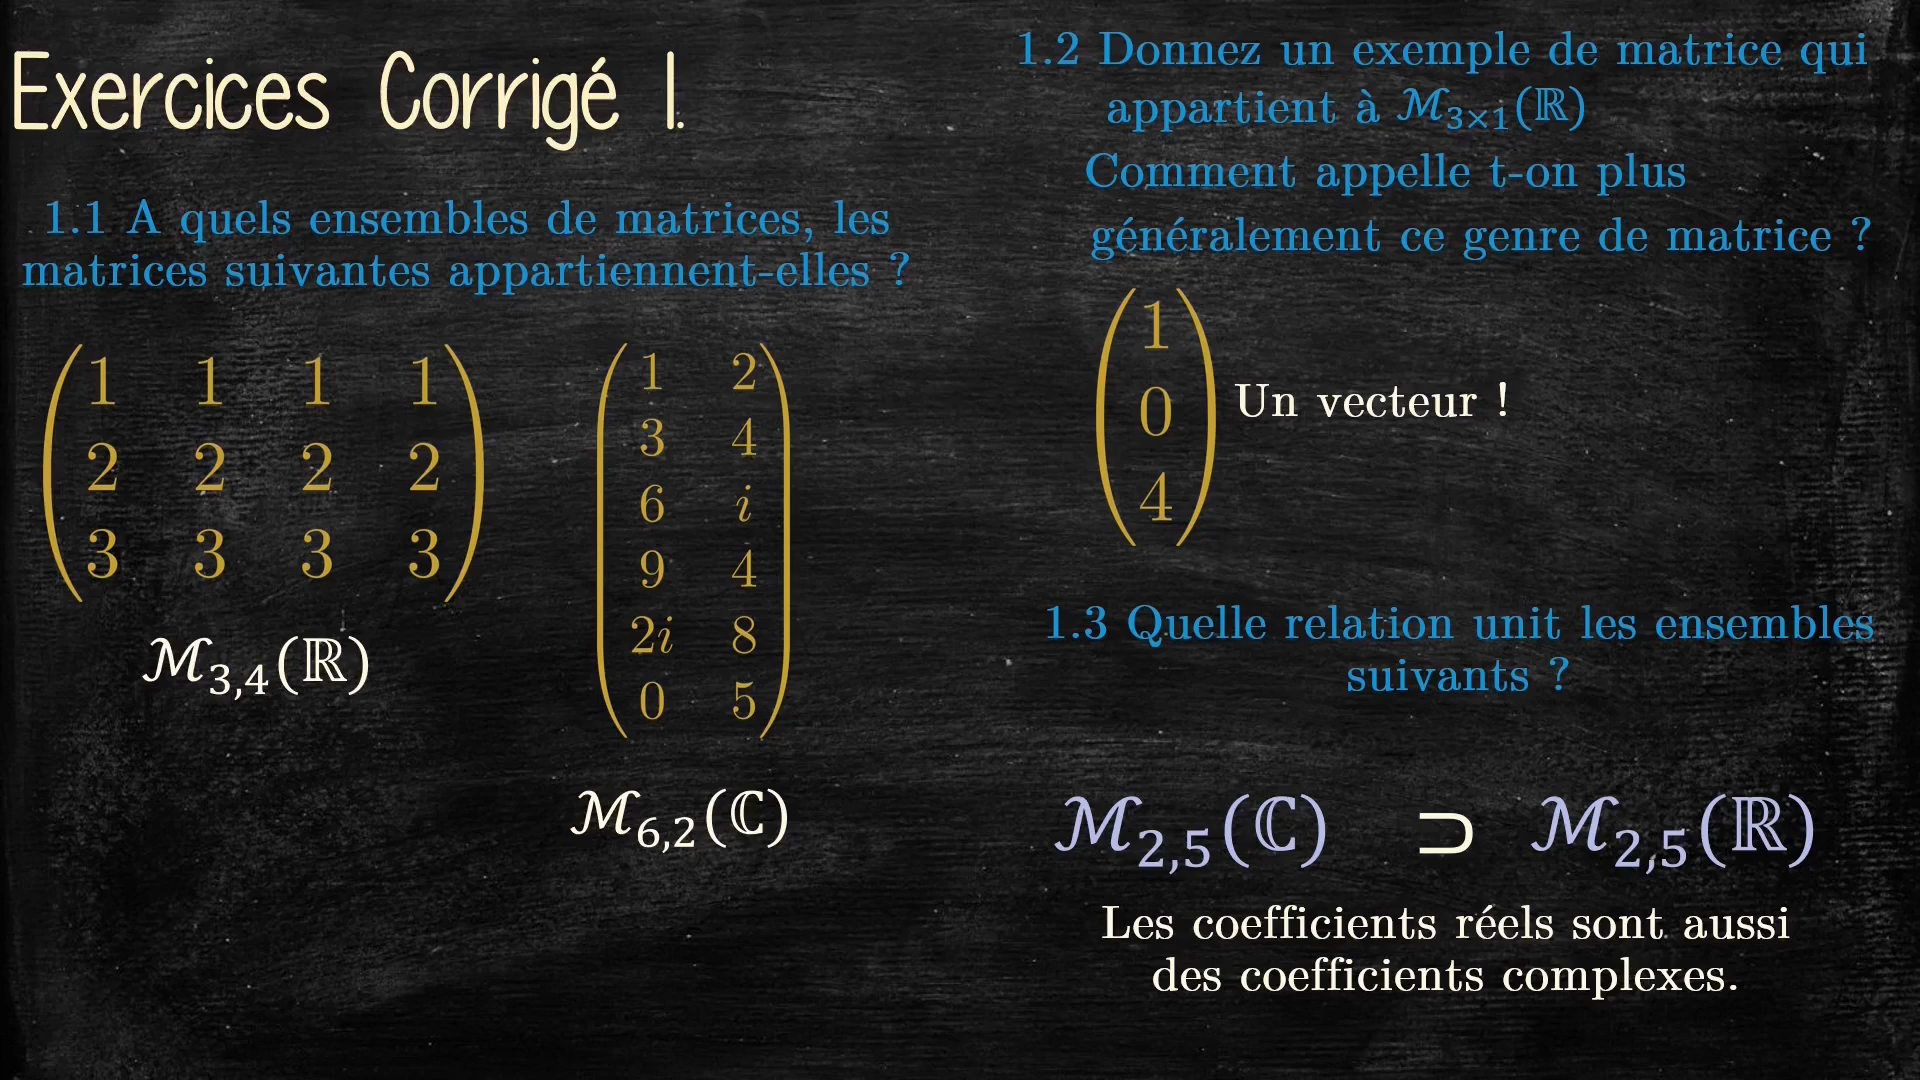 Exercices Corrigé 1.
1.1 A quels ensembles de matrices, les
matrices suivantes appartiennent-elles ?
1 1 1 1
2 2 2 2
3 3 3 3
ℳ3,4(ℝ)
1 2
3 4
6 i
9 4
2i 8
0 5
ℳ6,2(ℂ)
1.2 Donnez un exemple de matrice qui
appartient à ℳ3×1(ℝ)
Comment appelle t-on plus
généralement ce genre de matrice ?
1
0
4
Un vecteur !
1.3 Quelle relation unit les ensembles
suivants ?
ℳ2,5(ℂ) ⊃ ℳ2,5(ℝ)
Les coefficients réels sont aussi
des coefficients complexes.